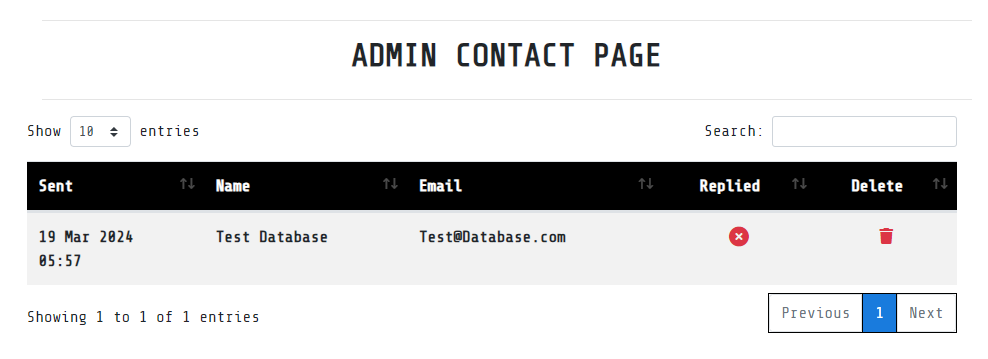 ADMIN CONTACT PAGE
Show 10 entries Search:
Sent Name Email Replied Delete
19 Mar 2024 Test Database Test@Database.com
05:57
Showing 1 to 1 of 1 entries Previous 1 Next